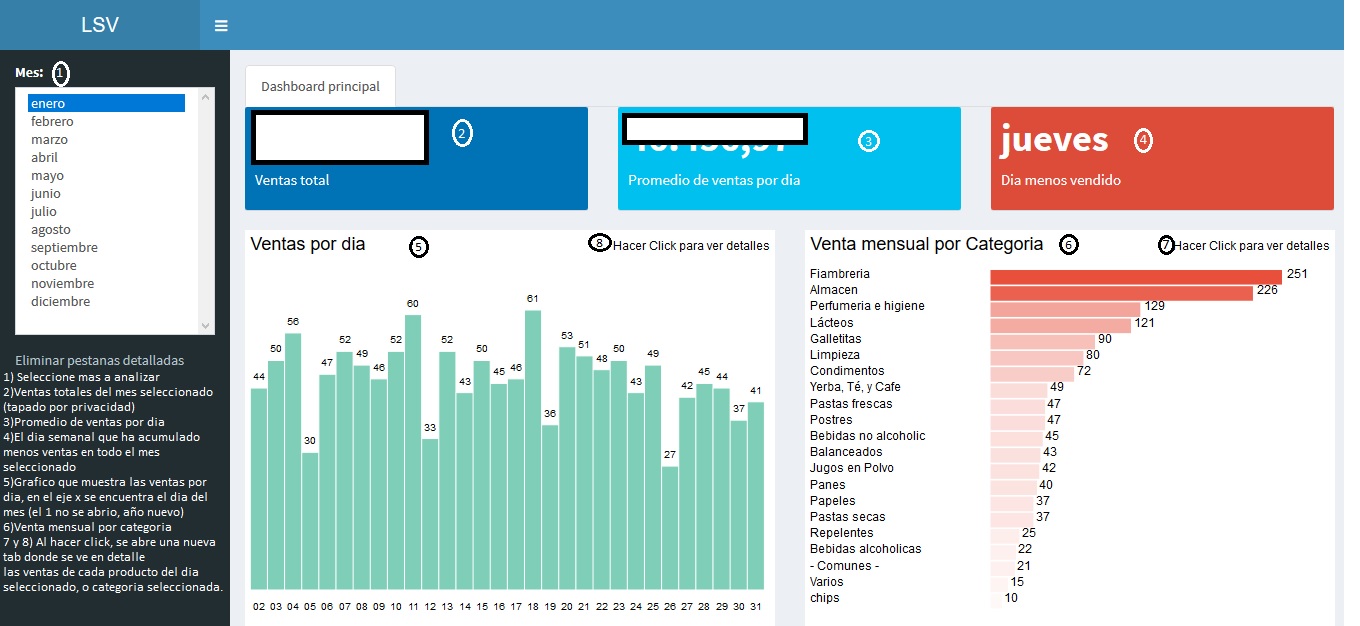 LSV
Mes: 1
enero
febrero
marzo
abril
mayo
junio
julio
agosto
septiembre
octubre
noviembre
diciembre
Eliminar pestanas detalladas
1) Seleccione mas a analizar
2)Ventas totales del mes seleccionado
(tapado por privacidad)
3)Promedio de ventas por dia
4)El dia semanal que ha acumulado
menos ventas en todo el mes
seleccionado
5)Grafico que muestra las ventas por
dia, en el eje x se encuentra el dia del
mes (el 1 no se abrio, año nuevo)
6)Venta mensual por categoria
7 y 8) Al hacer click, se abre una nueva
tab donde se ve en detalle
las ventas de cada producto del dia
seleccionado, o categoria seleccionada.
Dashboard principal
2
Ventas total
3
Promedio de ventas por dia
jueves 4
Dia menos vendido
Ventas por dia 5 8 Hacer Click para ver detalles
44 50 56 30 47 52 49 46 52 60 33 52 43 50 45 46 61 36 53 51 48 50 43 49 27 42 45 44 37 41
02 03 04 05 06 07 08 09 10 11 12 13 14 15 16 17 18 19 20 21 22 23 24 25 26 27 28 29 30 31
Venta mensual por Categoria 6 7 Hacer Click para ver detalles
Fiambreria 251
Almacen 226
Perfumeria e higiene 129
Lácteos 121
Galletitas 90
Limpieza 80
Condimentos 72
Yerba, Té, y Cafe 49
Pastas frescas 47
Postres 47
Bebidas no alcoholic 45
Balanceados 43
Jugos en Polvo 42
Panes 40
Papeles 37
Pastas secas 37
Repelentes 25
Bebidas alcoholicas 22
- Comunes - 21
Varios 15
chips 10